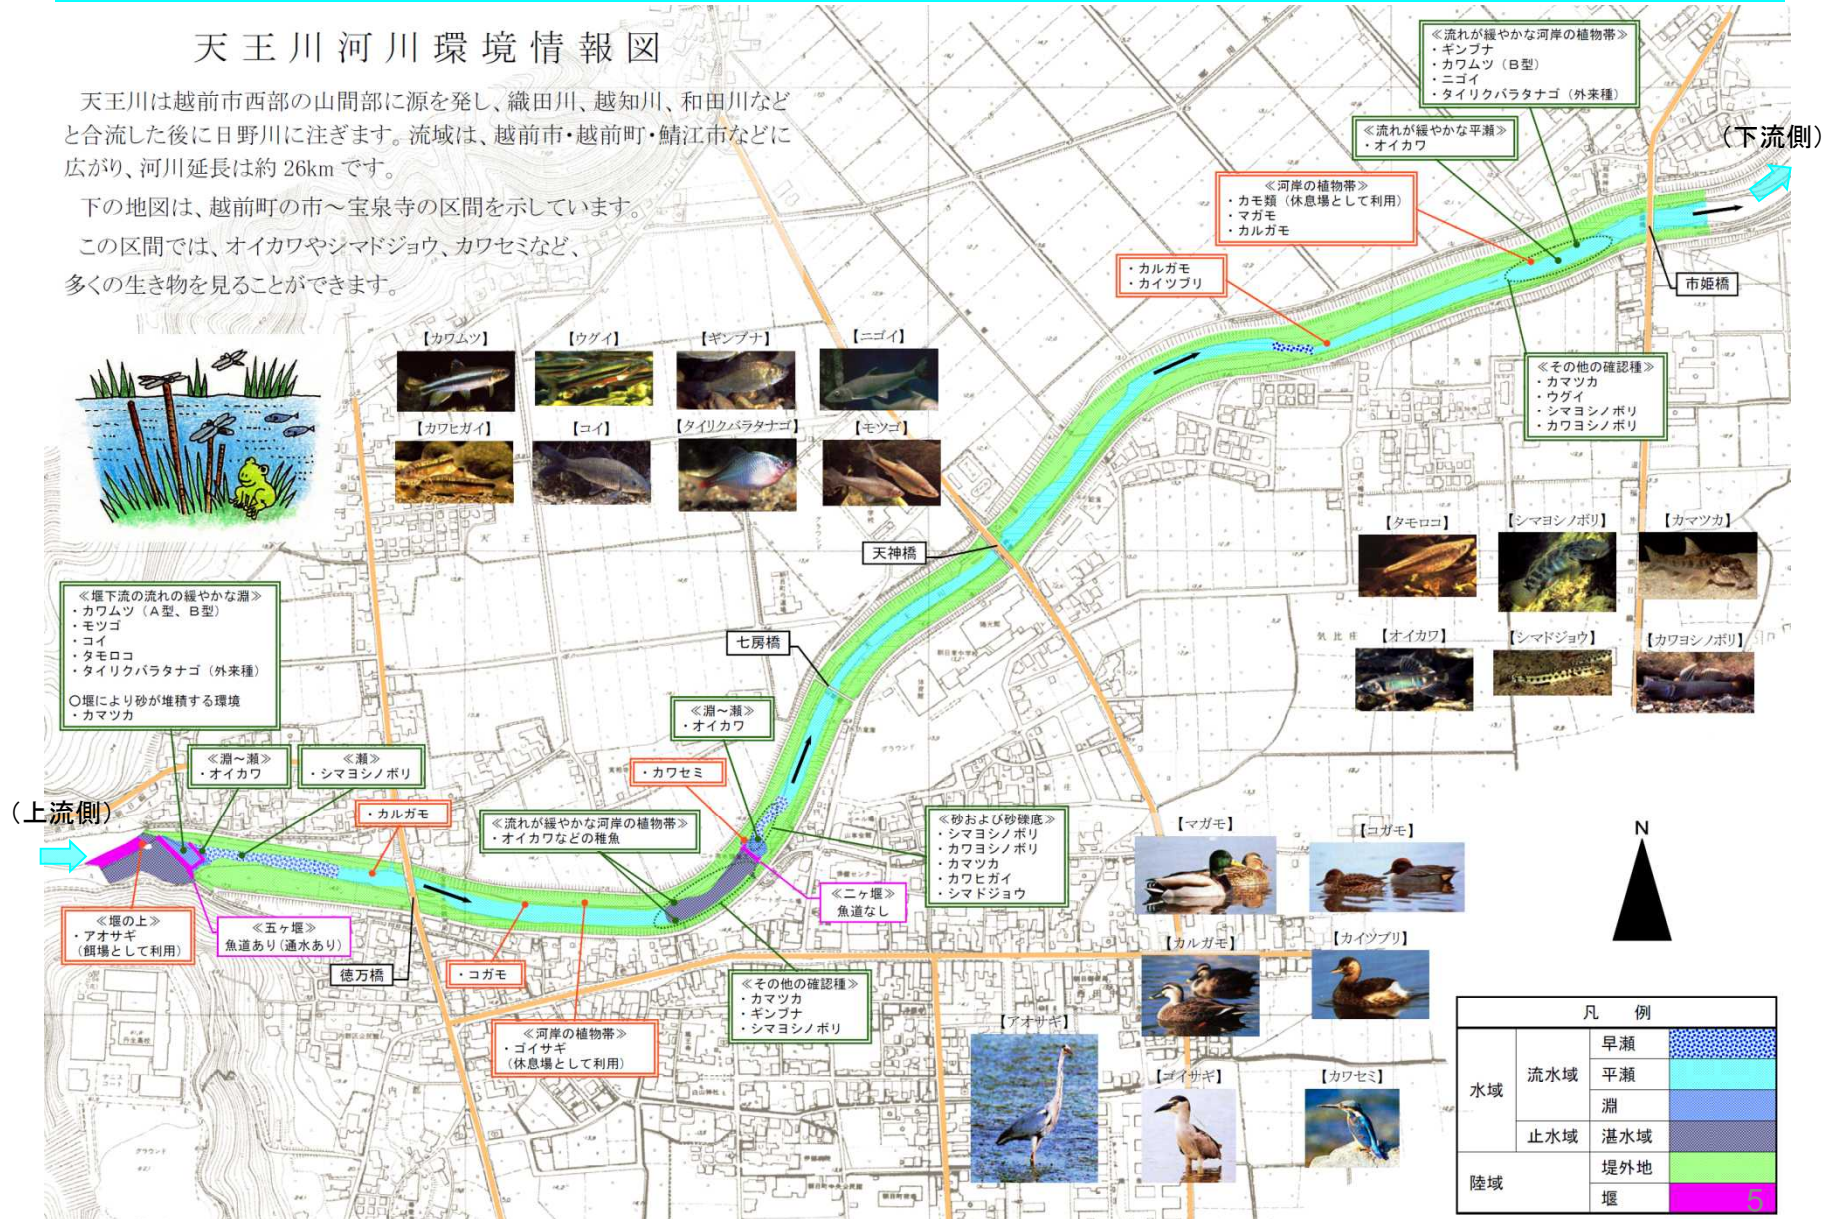 天王川河川環境情報図
天王川は越前市西部の山間部に源を発し、織田川、越知川、和田川など
と合流した後に日野川に注ぎます。流域は、越前市・越前町・鯖江市などに
広がり、河川延長は約 26km です。
下の地図は、越前町の市～宝泉寺の区間を示しています。
この区間では、オイカワやシマドジョウ、カワセミなど、
多くの生き物を見ることができます。
≪流れが緩やかな河岸の植物帯≫
・ギンブナ
・カワムツ（Ｂ型）
・ニゴイ
・タイリクバラタナゴ（外来種）
≪流れが緩やかな平瀬≫
・オイカワ
（下流側）
≪河岸の植物帯≫
・カモ類（休息場として利用）
・マガモ
・カルガモ
・カルガモ
・カイツブリ
市姫橋
≪その他の確認種≫
・カマツカ
・ウグイ
・シマヨシノボリ
・カワヨシノボリ
【カワムツ】
【ウグイ】
【ギンブナ】
【ニゴイ】
【カワヒガイ】
【コイ】
【タイリクバラタナゴ】
【モツゴ】
天神橋
【タモロコ】
【シマヨシノボリ】
【カマツカ】
【オイカワ】
【シマドジョウ】
【カワヨシノボリ】
≪堰下流の流れの緩やかな淵≫
・カワムツ（Ａ型、Ｂ型）
・モツゴ
・コイ
・タモロコ
・タイリクバラタナゴ（外来種）
○堰により砂が堆積する環境
・カマツカ
七房橋
≪淵～瀬≫
・オイカワ
≪淵～瀬≫
・オイカワ
≪瀬≫
・シマヨシノボリ
・カワセミ
（上流側）
・カルガモ
≪流れが緩やかな河岸の植物帯≫
・オイカワなどの稚魚
≪砂および砂礫底≫
・シマヨシノボリ
・カワヨシノボリ
・カマツカ
・カワヒガイ
・シマドジョウ
≪二ヶ堰≫
魚道なし
≪堰の上≫
・アオサギ
（餌場として利用）
≪五ヶ堰≫
魚道あり（通水あり）
徳万橋
・コガモ
≪河岸の植物帯≫
・ゴイサギ
（休息場として利用）
≪その他の確認種≫
・カマツカ
・ギンブナ
・シマヨシノボリ
【マガモ】
【コガモ】
【カルガモ】
【カイツブリ】
【アオサギ】
【ゴイサギ】
【カワセミ】
N
凡　例
水域
流水域
早瀬
平瀬
淵
止水域
湛水域
陸域
堤外地
堰
5